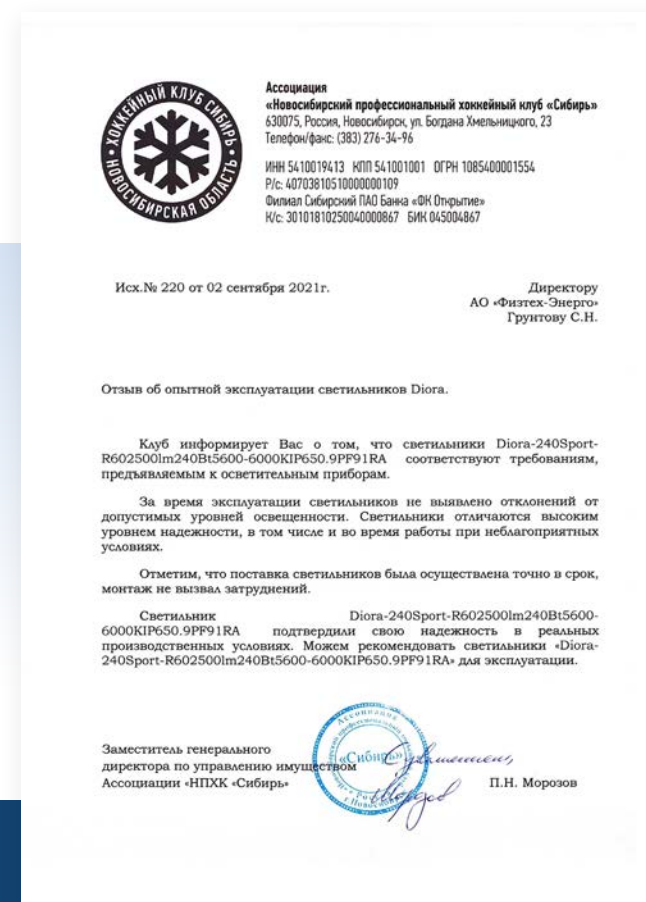 ХОККЕЙНЫЙ КЛУБ СИБИРЬ
НОВОСИБИРСКАЯ ОБЛАСТЬ
Ассоциация
«Новосибирский профессиональный хоккейный клуб «Сибирь»
630075, Россия, Новосибирск, ул. Богдана Хмельницкого, 23
Телефон/факс: (383) 276-34-96
ИНН 5410019413 КПП 541001001 ОГРН 1085400001554
Р/с: 40703810510000000109
Филиал Сибирский ПАО Банка «ФК Открытие»
К/с: 30101810250040000867 БИК 045004867
Исх.№ 220 от 02 сентября 2021г.
Директору
АО «Физтех-Энерго»
Грунтову С.Н.
Отзыв об опытной эксплуатации светильников Diora.
Клуб информирует Вас о том, что светильники Diora-240Sport-
R602500lm240Bt5600-6000KIP650.9PF91RA соответствуют требованиям,
предъявляемым к осветительным приборам.
За время эксплуатации светильников не выявлено отклонений от
допустимых уровней освещенности. Светильники отличаются высоким
уровнем надежности, в том числе и во время работы при неблагоприятных
условиях.
Отметим, что поставка светильников была осуществлена точно в срок,
монтаж не вызвал затруднений.
Светильник Diora-240Sport-R602500lm240Bt5600-
6000KIP650.9PF91RA подтвердили свою надежность в реальных
производственных условиях. Можем рекомендовать светильники «Diora-
240Sport-R602500lm240Bt5600-6000KIP650.9PF91RA» для эксплуатации.
Заместитель генерального
директора по управлению имуществом
Ассоциации «НПХК «Сибирь»
«Сибирь»
П.Н. Морозов